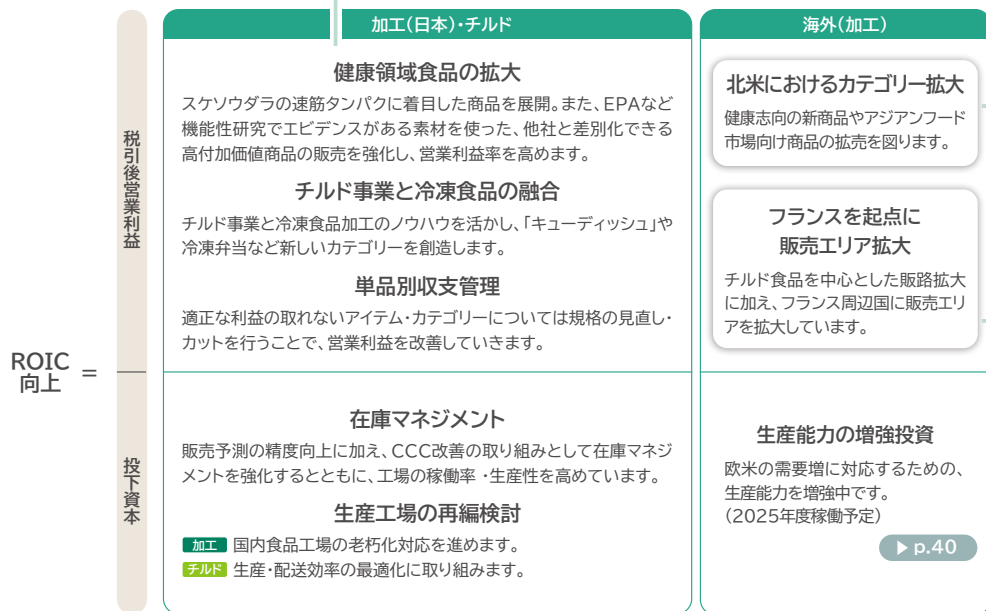 ROIC
向上
=
税引後営業利益
投下資本
加工(日本)・チルド
健康領域食品の拡大
スケソウダラの速筋タンパクに着目した商品を展開。また、EPAなど
機能性研究でエビデンスがある素材を使った、他社と差別化できる
高付加価値商品の販売を強化し、営業利益率を高めます。
チルド事業と冷凍食品の融合
チルド事業と冷凍食品加工のノウハウを活かし、「キューディッシュ」や
冷凍弁当など新しいカテゴリーを創造します。
単品別収支管理
適正な利益の取れないアイテム・カテゴリーについては規格の見直し・
カットを行うことで、営業利益を改善していきます。
在庫マネジメント
販売予測の精度向上に加え、CCC改善の取り組みとして在庫マネジ
メントを強化するとともに、工場の稼働率・生産性を高めています。
生産工場の再編検討
加工 国内食品工場の老朽化対応を進めます。
チルド 生産・配送効率の最適化に取り組みます。
海外(加工)
北米におけるカテゴリー拡大
健康志向の新商品やアジアンフード
市場向け商品の拡売を図ります。
フランスを起点に
販売エリア拡大
チルド食品を中心とした販路拡大
に加え、フランス周辺国に販売エリ
アを拡大しています。
生産能力の増強投資
欧米の需要増に対応するための、
生産能力を増強中です。
(2025年度稼働予定)
▶ p.40